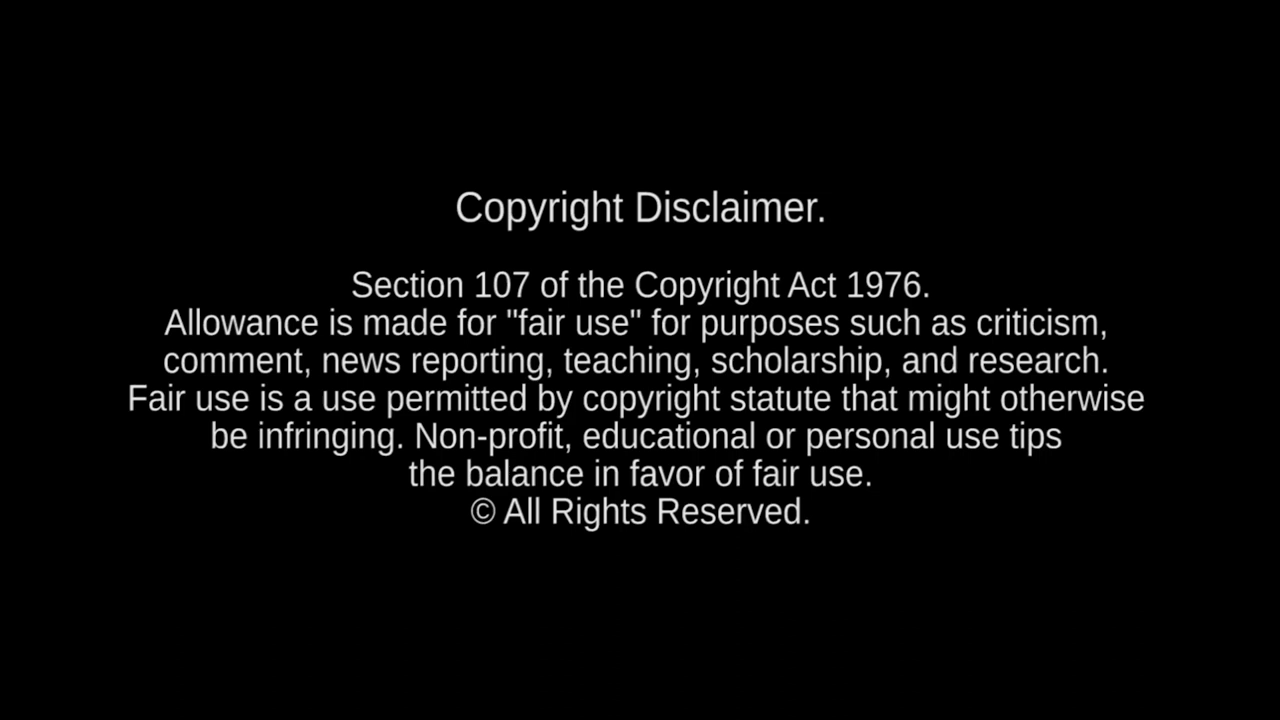 Copyright Disclaimer.
Section 107 of the Copyright Act 1976.
Allowance is made for "fair use" for purposes such as criticism,
comment, news reporting, teaching, scholarship, and research.
Fair use is a use permitted by copyright statute that might otherwise
be infringing. Non-profit, educational or personal use tips
the balance in favor of fair use.
© All Rights Reserved.